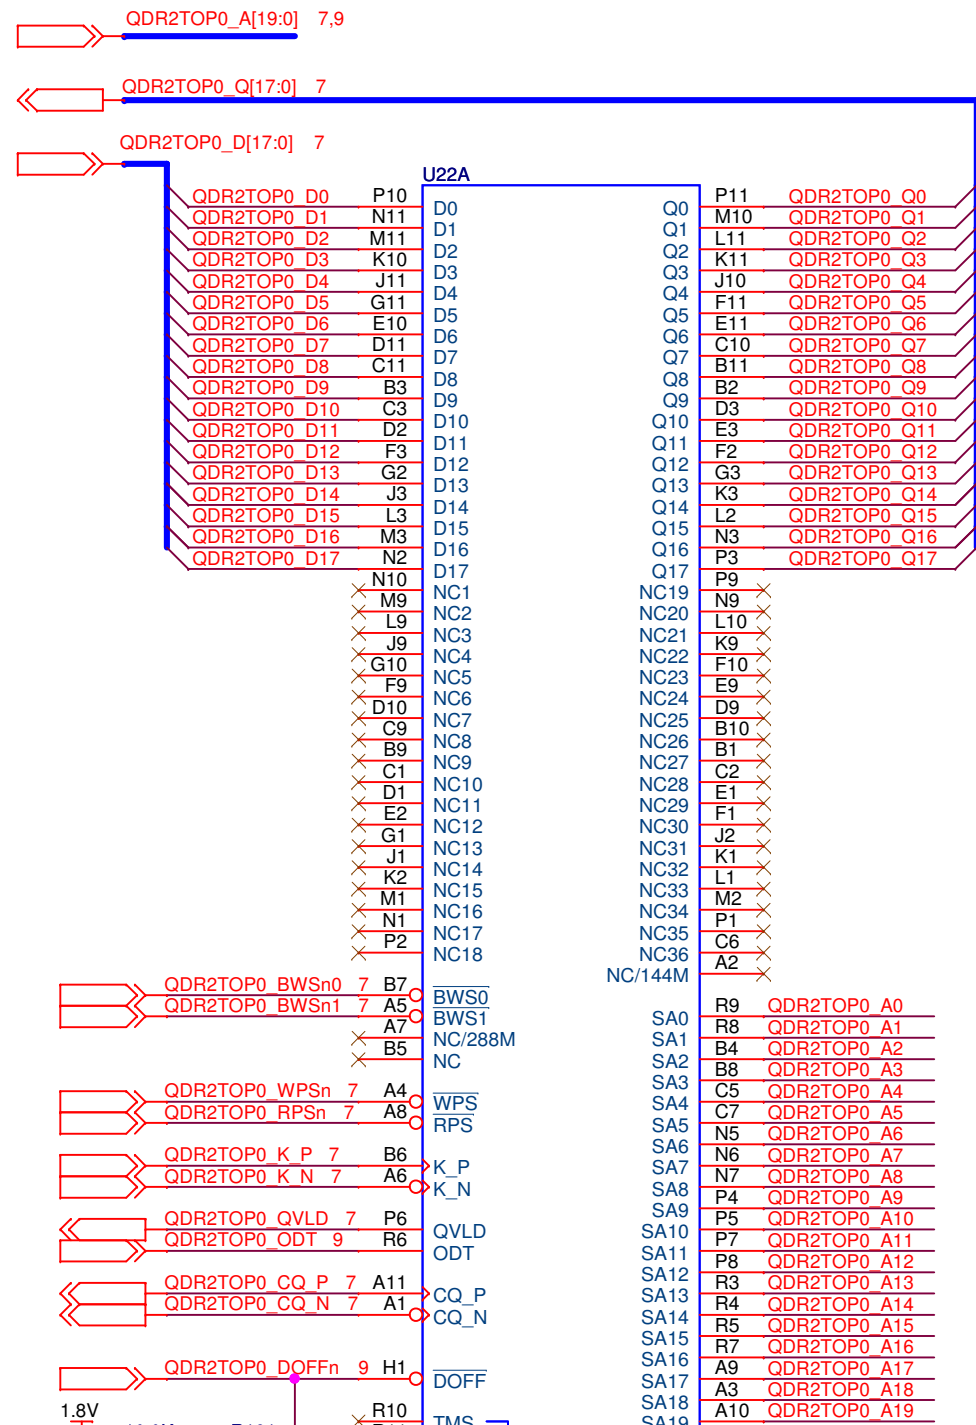 QDR2TOP0_A[19:0] 7,9
QDR2TOP0_Q[17:0] 7
QDR2TOP0_D[17:0] 7
U22A
QDR2TOP0_D0 P10 D0 Q0 P11 QDR2TOP0_Q0
QDR2TOP0_D1 N11 D1 Q1 M10 QDR2TOP0_Q1
QDR2TOP0_D2 M11 D2 Q2 L11 QDR2TOP0_Q2
QDR2TOP0_D3 K10 D3 Q3 K11 QDR2TOP0_Q3
QDR2TOP0_D4 J11 D4 Q4 J10 QDR2TOP0_Q4
QDR2TOP0_D5 G11 D5 Q5 F11 QDR2TOP0_Q5
QDR2TOP0_D6 E10 D6 Q6 E11 QDR2TOP0_Q6
QDR2TOP0_D7 D11 D7 Q7 C10 QDR2TOP0_Q7
QDR2TOP0_D8 C11 D8 Q8 B11 QDR2TOP0_Q8
QDR2TOP0_D9 B3 D9 Q9 B2 QDR2TOP0_Q9
QDR2TOP0_D10 C3 D10 Q10 D3 QDR2TOP0_Q10
QDR2TOP0_D11 D2 D11 Q11 E3 QDR2TOP0_Q11
QDR2TOP0_D12 F3 D12 Q12 F2 QDR2TOP0_Q12
QDR2TOP0_D13 G2 D13 Q13 G3 QDR2TOP0_Q13
QDR2TOP0_D14 J3 D14 Q14 K3 QDR2TOP0_Q14
QDR2TOP0_D15 L3 D15 Q15 L2 QDR2TOP0_Q15
QDR2TOP0_D16 M3 D16 Q16 N3 QDR2TOP0_Q16
QDR2TOP0_D17 N2 D17 Q17 P3 QDR2TOP0_Q17
N10 NC1 NC19 P9
M9 NC2 NC20 N9
L9 NC3 NC21 L10
J9 NC4 NC22 K9
G10 NC5 NC23 F10
F9 NC6 NC24 E9
D10 NC7 NC25 D9
C9 NC8 NC26 B10
B9 NC9 NC27 B1
C1 NC10 NC28 C2
D1 NC11 NC29 E1
E2 NC12 NC30 F1
G1 NC13 NC31 J2
J1 NC14 NC32 K1
K2 NC15 NC33 L1
M1 NC16 NC34 M2
N1 NC17 NC35 P1
P2 NC18 NC36 C6
NC/144M A2
QDR2TOP0_BWSn0 7 B7 BWS0 SA0 R9 QDR2TOP0_A0
QDR2TOP0_BWSn1 7 A5 BWS1 SA1 R8 QDR2TOP0_A1
A7 NC/288M SA2 B4 QDR2TOP0_A2
B5 NC SA3 B8 QDR2TOP0_A3
QDR2TOP0_WPSn 7 A4 WPS SA4 C5 QDR2TOP0_A4
QDR2TOP0_RPSn 7 A8 RPS SA5 C7 QDR2TOP0_A5
SA6 N5 QDR2TOP0_A6
QDR2TOP0_K_P 7 B6 K_P SA7 N6 QDR2TOP0_A7
QDR2TOP0_K_N 7 A6 K_N SA8 N7 QDR2TOP0_A8
SA9 P4 QDR2TOP0_A9
QDR2TOP0_QVLD 7 P6 QVLD SA10 P5 QDR2TOP0_A10
QDR2TOP0_ODT 9 R6 ODT SA11 P7 QDR2TOP0_A11
SA12 P8 QDR2TOP0_A12
QDR2TOP0_CQ_P 7 A11 CQ_P SA13 R3 QDR2TOP0_A13
QDR2TOP0_CQ_N 7 A1 CQ_N SA14 R4 QDR2TOP0_A14
SA15 R5 QDR2TOP0_A15
SA16 R7 QDR2TOP0_A16
QDR2TOP0_DOFFn 9 H1 DOFF SA17 A9 QDR2TOP0_A17
SA18 A3 QDR2TOP0_A18
1.8V R10 TMS SA19 A10 QDR2TOP0_A19